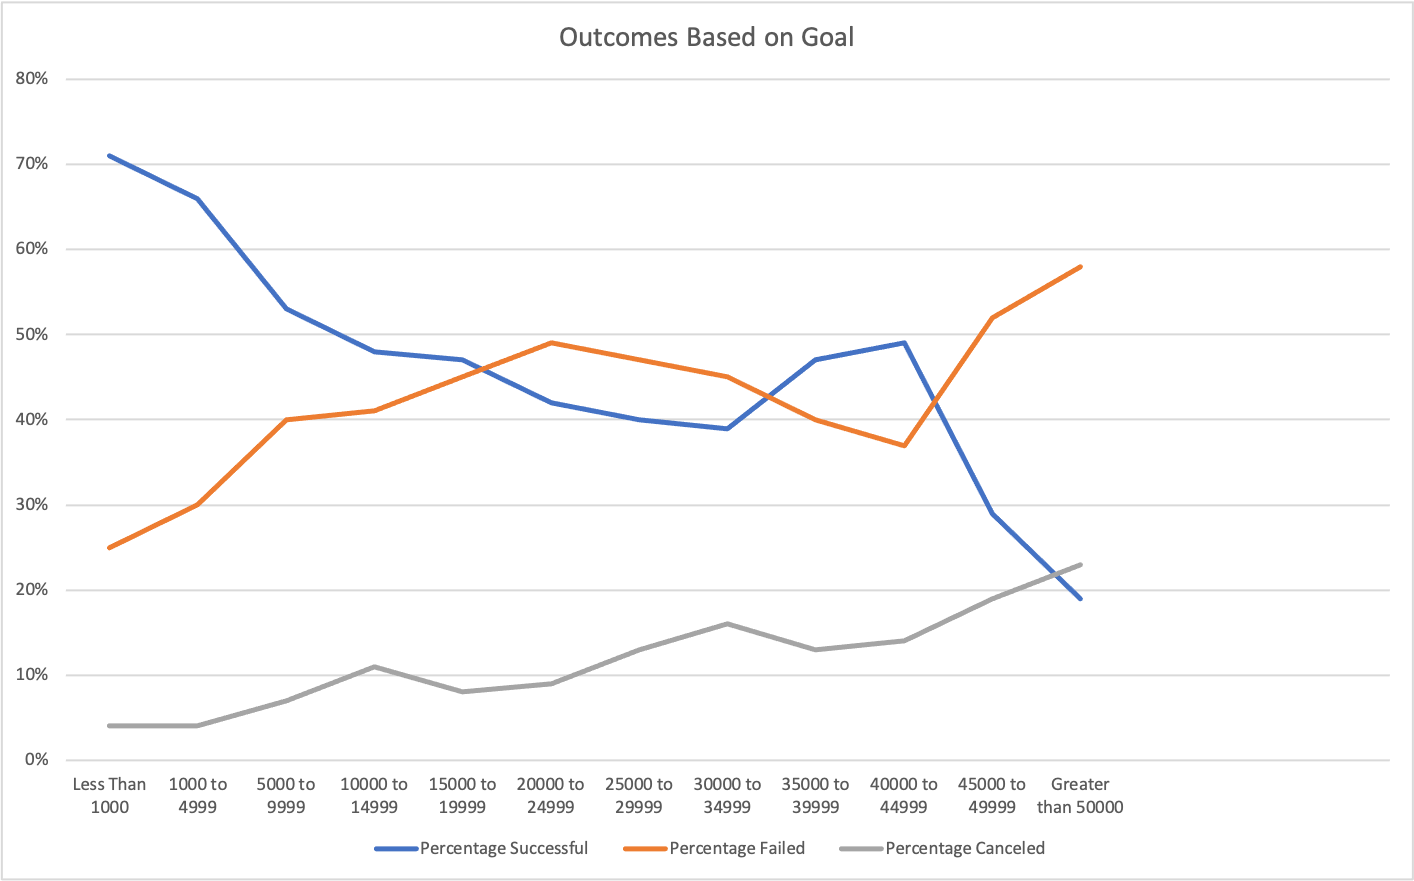 Outcomes Based on Goal
80%
70%
60%
50%
40%
30%
20%
10%
0%
Less Than 1000 to 5000 to 10000 to 15000 to 20000 to 25000 to 30000 to 35000 to 40000 to 45000 to Greater
1000 4999 9999 14999 19999 24999 29999 34999 39999 44999 49999 than 50000
Percentage Successful Percentage Failed Percentage Canceled